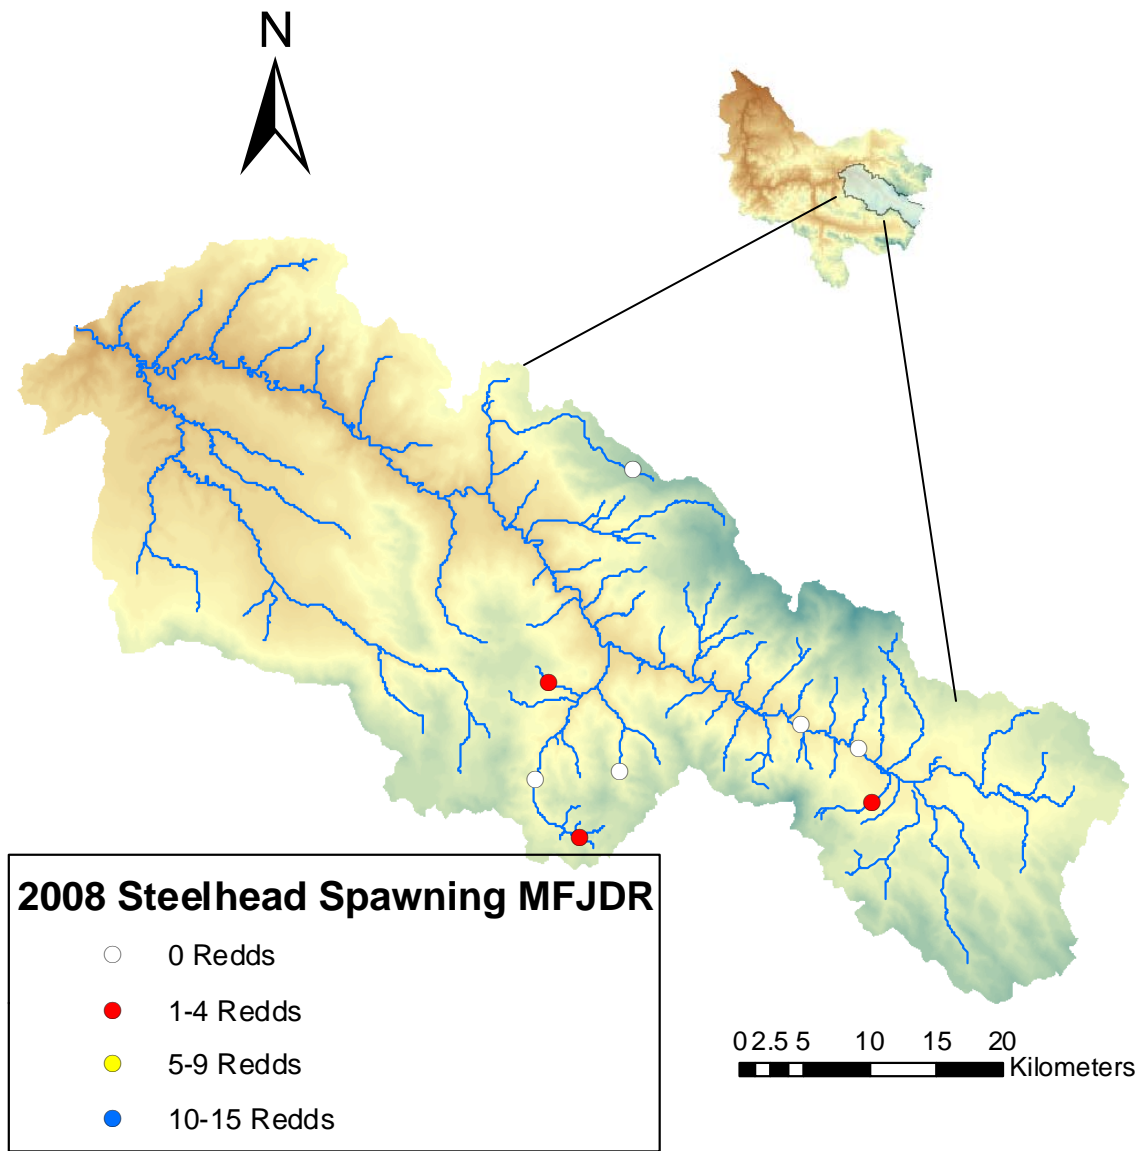 N
2008 Steelhead Spawning MFJDR
0 Redds
1-4 Redds
5-9 Redds
10-15 Redds
0 2.5 5 10 15 20
Kilometers